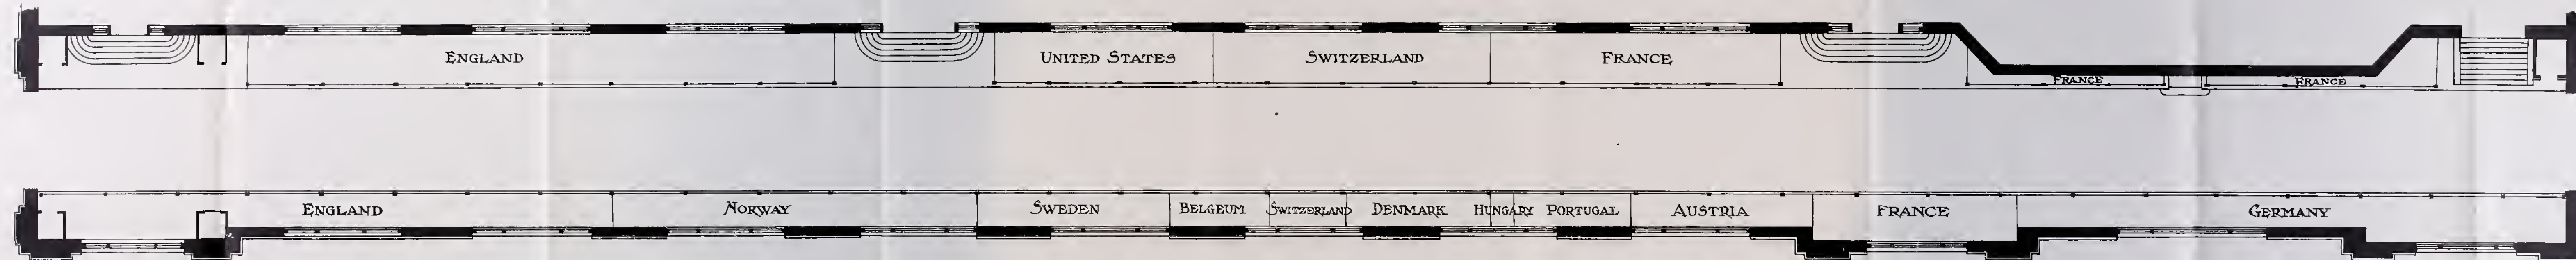 ENGLAND
UNITED STATES
SWITZERLAND
FRANCE
FRANCE
FRANCE
ENGLAND
NORWAY
SWEDEN
BELGEUM
SWITZERLAND
DENMARK
HUNGARY
PORTUGAL
AUSTRIA
FRANCE
GERMANY